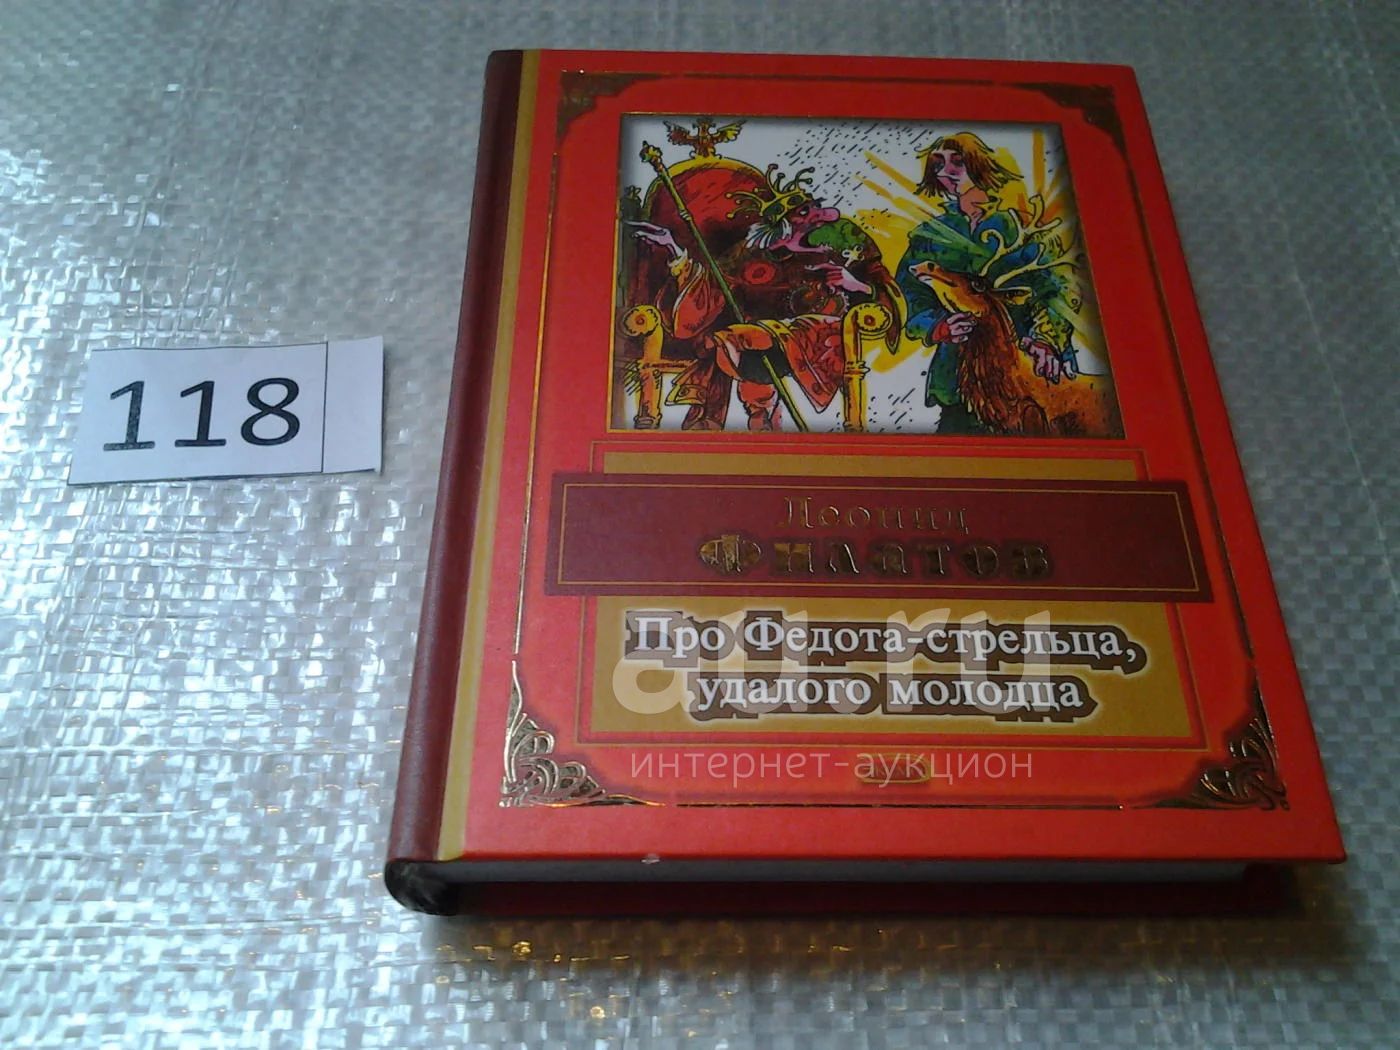 118
Леонид
Филатов
Про Федота-стрельца,
удалого молодца
au.ru
интернет-аукцион